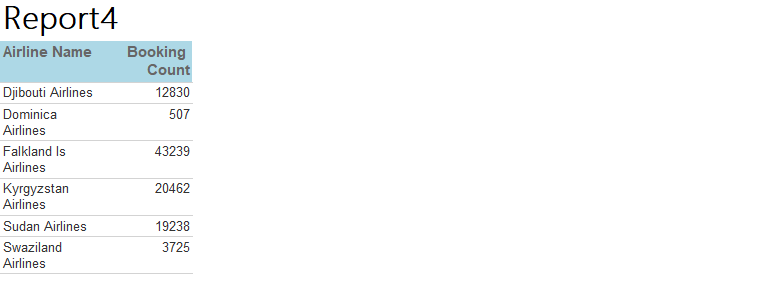 Report4
Airline Name Booking
Count
Djibouti Airlines 12830
Dominica 507
Airlines
Falkland Is 43239
Airlines
Kyrgyzstan 20462
Airlines
Sudan Airlines 19238
Swaziland 3725
Airlines